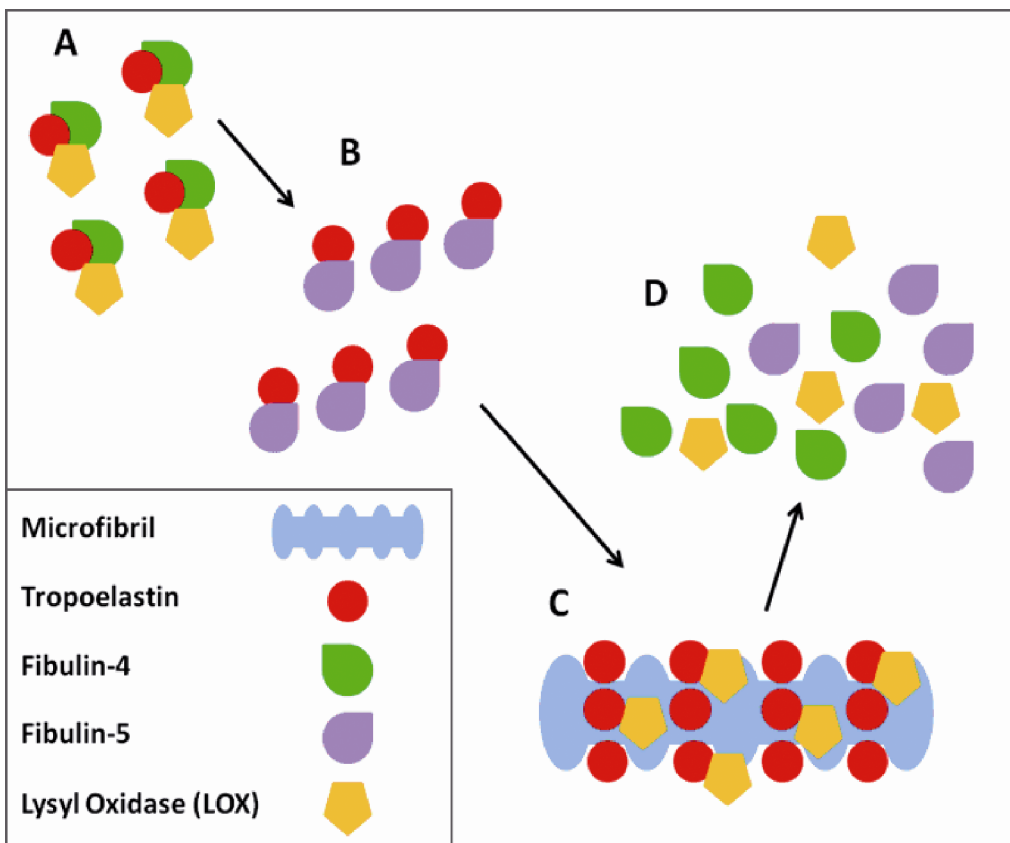 A
B
D
C
Microfibril
Tropoelastin
Fibulin-4
Fibulin-5
Lysyl Oxidase (LOX)